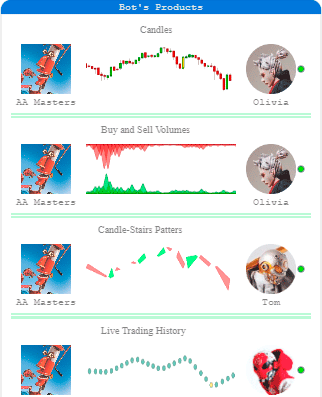 Bot's Products
Candles
AA Masters
Olivia
Buy and Sell Volumes
AA Masters
Olivia
Candle-Stairs Patters
AA Masters
Tom
Live Trading History